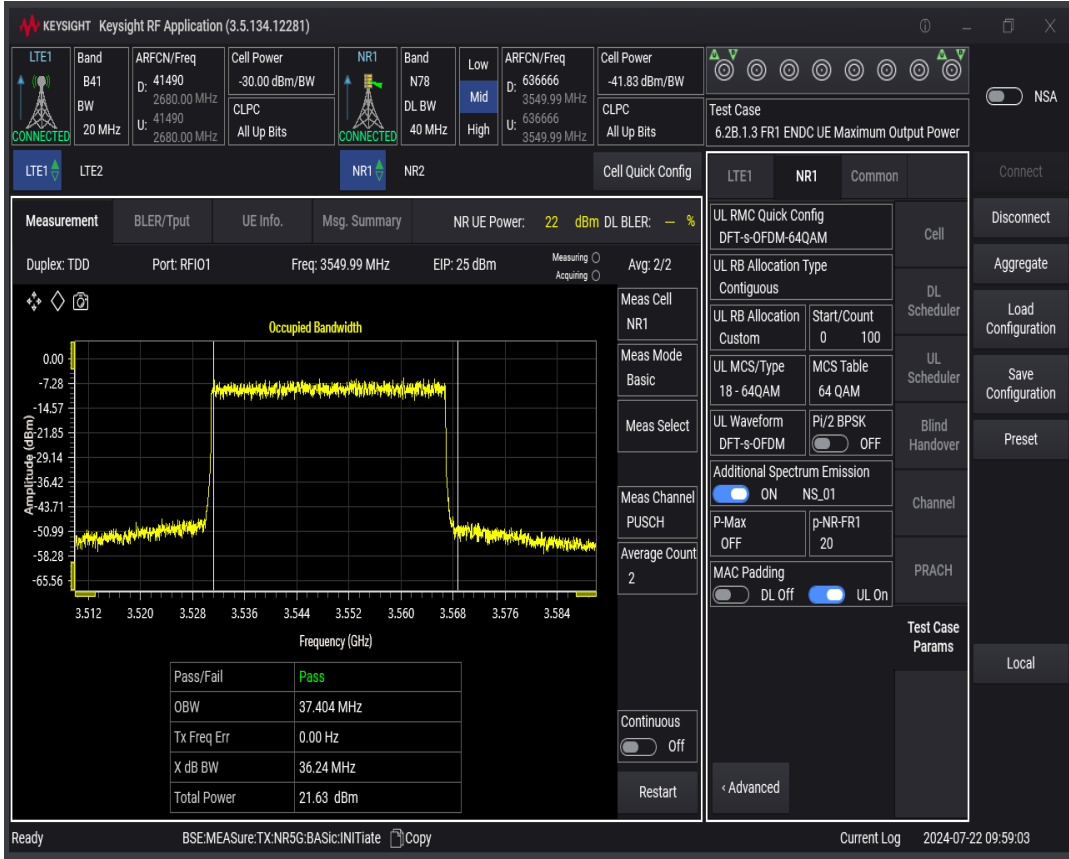 KEYSIGHT Keysight RF Application (3.5.134.12281)
LTE1 Band ARFCN/Freq Cell Power NR1 Band Low ARFCN/Freq Cell Power
B41 D: 41490 -30.00 dBm/BW N78 D: 636666 -41.83 dBm/BW
2680.00 MHz Mid 3549.99 MHz
BW CLPC DL BW CLPC
CONNECTED 20 MHz U: 41490 All Up Bits CONNECTED 40 MHz High U: 636666 All Up Bits
2680.00 MHz 3549.99 MHz
Test Case
6.2B.1.3 FR1 ENDC UE Maximum Output Power
NSA
LTE1 LTE2 NR1 NR2 Cell Quick Config
Measurement BLER/Tput UE Info. Msg. Summary NR UE Power: 22 dBm DL BLER: -- %
Duplex: TDD Port: RFIO1 Freq: 3549.99 MHz EIP: 25 dBm Measuring Avg: 2/2
Acquiring
Occupied Bandwidth
Amplitude (dBm)
0.00
-7.28
-14.57
-21.85
-29.14
-36.42
-43.71
-50.99
-58.28
-65.56
3.512 3.520 3.528 3.536 3.544 3.552 3.560 3.568 3.576 3.584
Frequency (GHz)
Pass/Fail Pass
OBW 37.404 MHz
Tx Freq Err 0.00 Hz
X dB BW 36.24 MHz
Total Power 21.63 dBm
Meas Cell
NR1
Meas Mode
Basic
Meas Select
Meas Channel
PUSCH
Average Count
2
Continuous
Off
Restart
LTE1 NR1 Common
UL RMC Quick Config
DFT-s-OFDM-64QAM
UL RB Allocation Type
Contiguous
UL RB Allocation Start/Count
Custom 0 100
UL MCS/Type MCS Table
18 - 64QAM 64 QAM
UL Waveform Pi/2 BPSK
DFT-s-OFDM OFF
Additional Spectrum Emission
ON NS_01
P-Max p-NR-FR1
OFF 20
MAC Padding
DL Off UL On
‹ Advanced
Cell
DL
Scheduler
UL
Scheduler
Blind
Handover
Channel
PRACH
Test Case
Params
Connect
Disconnect
Aggregate
Load
Configuration
Save
Configuration
Preset
Local
Ready BSE:MEASure:TX:NR5G:BASic:INITiate Copy Current Log 2024-07-22 09:59:03